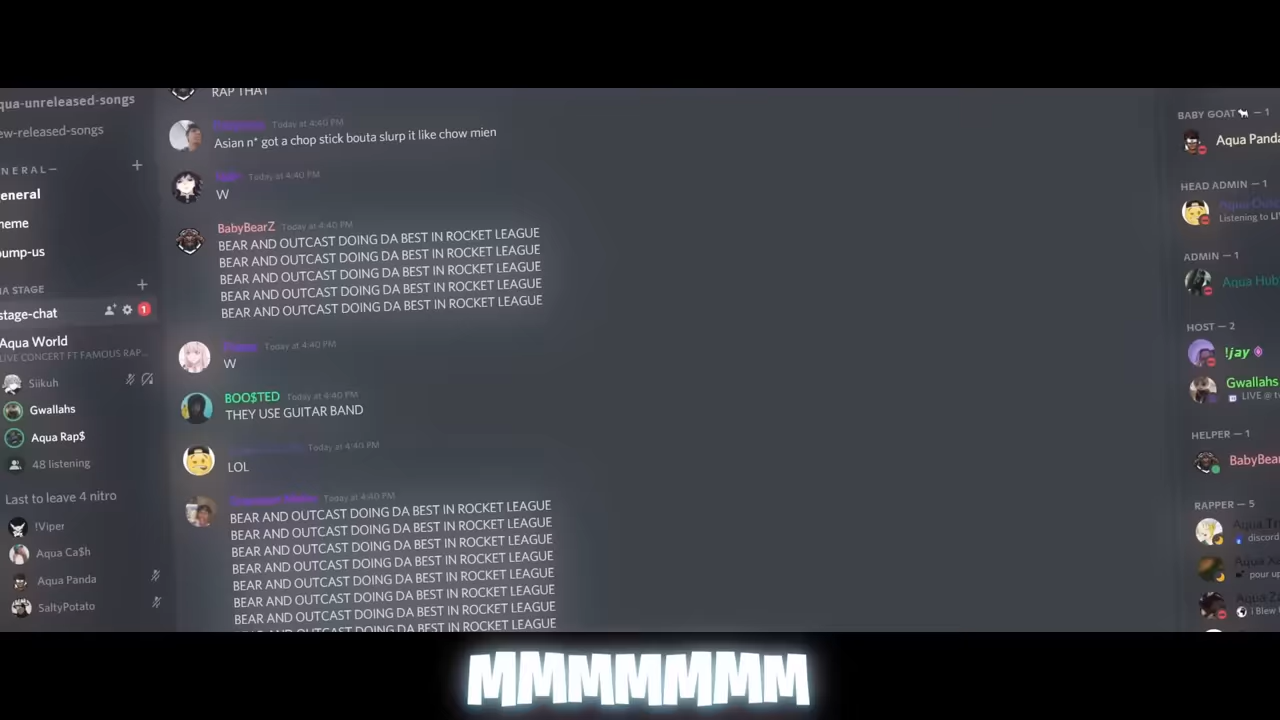 qua-unreleased-songs
ew-released-songs
NERAL—
eneral
neme
oump-us
A STAGE
stage-chat
1
Aqua World
LIVE CONCERT FT FAMOUS RAP...
Siikuh
Gwallahs
Aqua Rap$
48 listening
Last to leave 4 nitro
!Viper
Aqua Ca$h
Aqua Panda
SaltyPotato
RAP THAT
Today at 4:40 PM
Asian n* got a chop stick bouta slurp it like chow mien
Today at 4:40 PM
W
BabyBearZ Today at 4:40 PM
BEAR AND OUTCAST DOING DA BEST IN ROCKET LEAGUE
BEAR AND OUTCAST DOING DA BEST IN ROCKET LEAGUE
BEAR AND OUTCAST DOING DA BEST IN ROCKET LEAGUE
BEAR AND OUTCAST DOING DA BEST IN ROCKET LEAGUE
BEAR AND OUTCAST DOING DA BEST IN ROCKET LEAGUE
Today at 4:40 PM
W
BOO$TED Today at 4:40 PM
THEY USE GUITAR BAND
Today at 4:40 PM
LOL
Today at 4:40 PM
BEAR AND OUTCAST DOING DA BEST IN ROCKET LEAGUE
BEAR AND OUTCAST DOING DA BEST IN ROCKET LEAGUE
BEAR AND OUTCAST DOING DA BEST IN ROCKET LEAGUE
BEAR AND OUTCAST DOING DA BEST IN ROCKET LEAGUE
BEAR AND OUTCAST DOING DA BEST IN ROCKET LEAGUE
BEAR AND OUTCAST DOING DA BEST IN ROCKET LEAGUE
BEAR AND OUTCAST DOING DA BEST IN ROCKET LEAGUE
BEAR AND OUTCAST DOING DA BEST IN ROCKET LEAGUE
BABY GOAT🐐 — 1
Aqua Panda
HEAD ADMIN — 1
Listening to LI
ADMIN — 1
Aqua Hub
HOST — 2
!jay
Gwallahs
LIVE @ tv
HELPER — 1
BabyBear
RAPPER — 5
Aqua
discord
Aqua
pour up
Aqua
i Blew
MMMMMMM